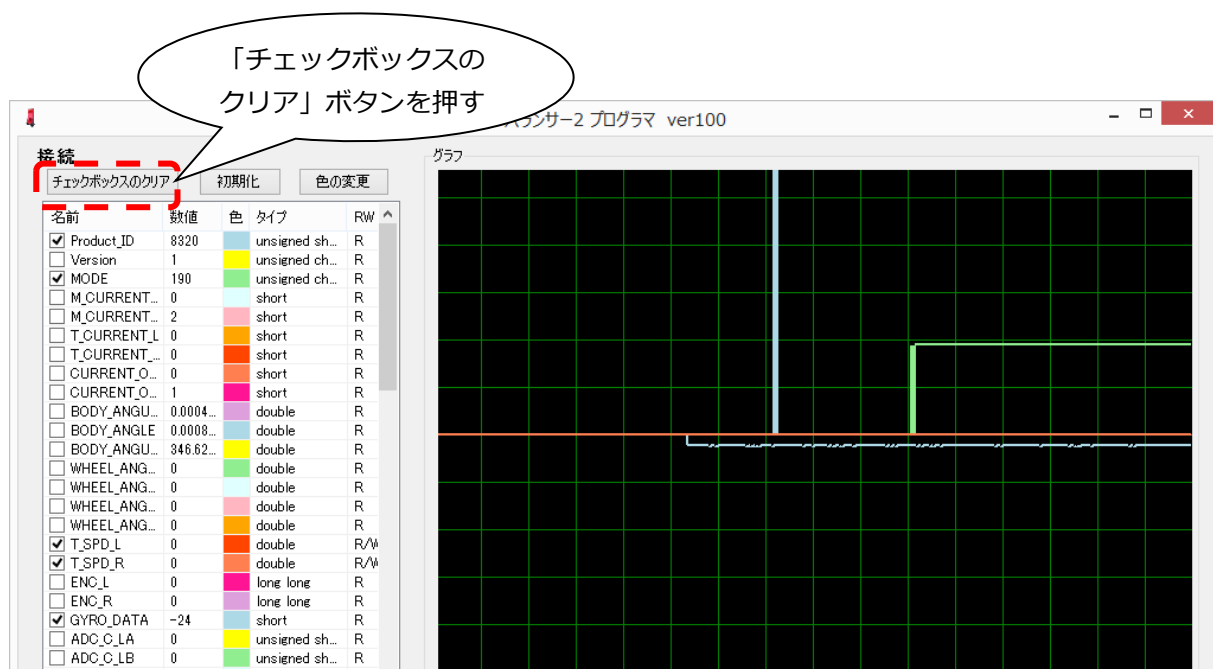 「チェックボックスの
クリア」ボタンを押す
ランサー2 プログラマ ver100
接続
グラフ
チェックボックスのクリア 初期化 色の変更
名前 数値 色 タイプ RW
Product_ID 8320 unsigned sh... R
Version 1 unsigned ch... R
MODE 190 unsigned ch... R
M_CURRENT... 0 short R
M_CURRENT... 2 short R
T_CURRENT_L 0 short R
T_CURRENT_... 0 short R
CURRENT_O... 0 short R
CURRENT_O... 1 short R
BODY_ANGU... 0.0004... double R
BODY_ANGLE 0.0008... double R
BODY_ANGU... 346.62... double R
WHEEL_ANG... 0 double R
WHEEL_ANG... 0 double R
WHEEL_ANG... 0 double R
WHEEL_ANG... 0 double R
T_SPD_L 0 double R/W
T_SPD_R 0 double R/W
ENC_L 0 long long R
ENC_R 0 long long R
GYRO_DATA -24 short R
ADC_C_LA 0 unsigned sh... R
ADC_C_LB 0 unsigned sh... R